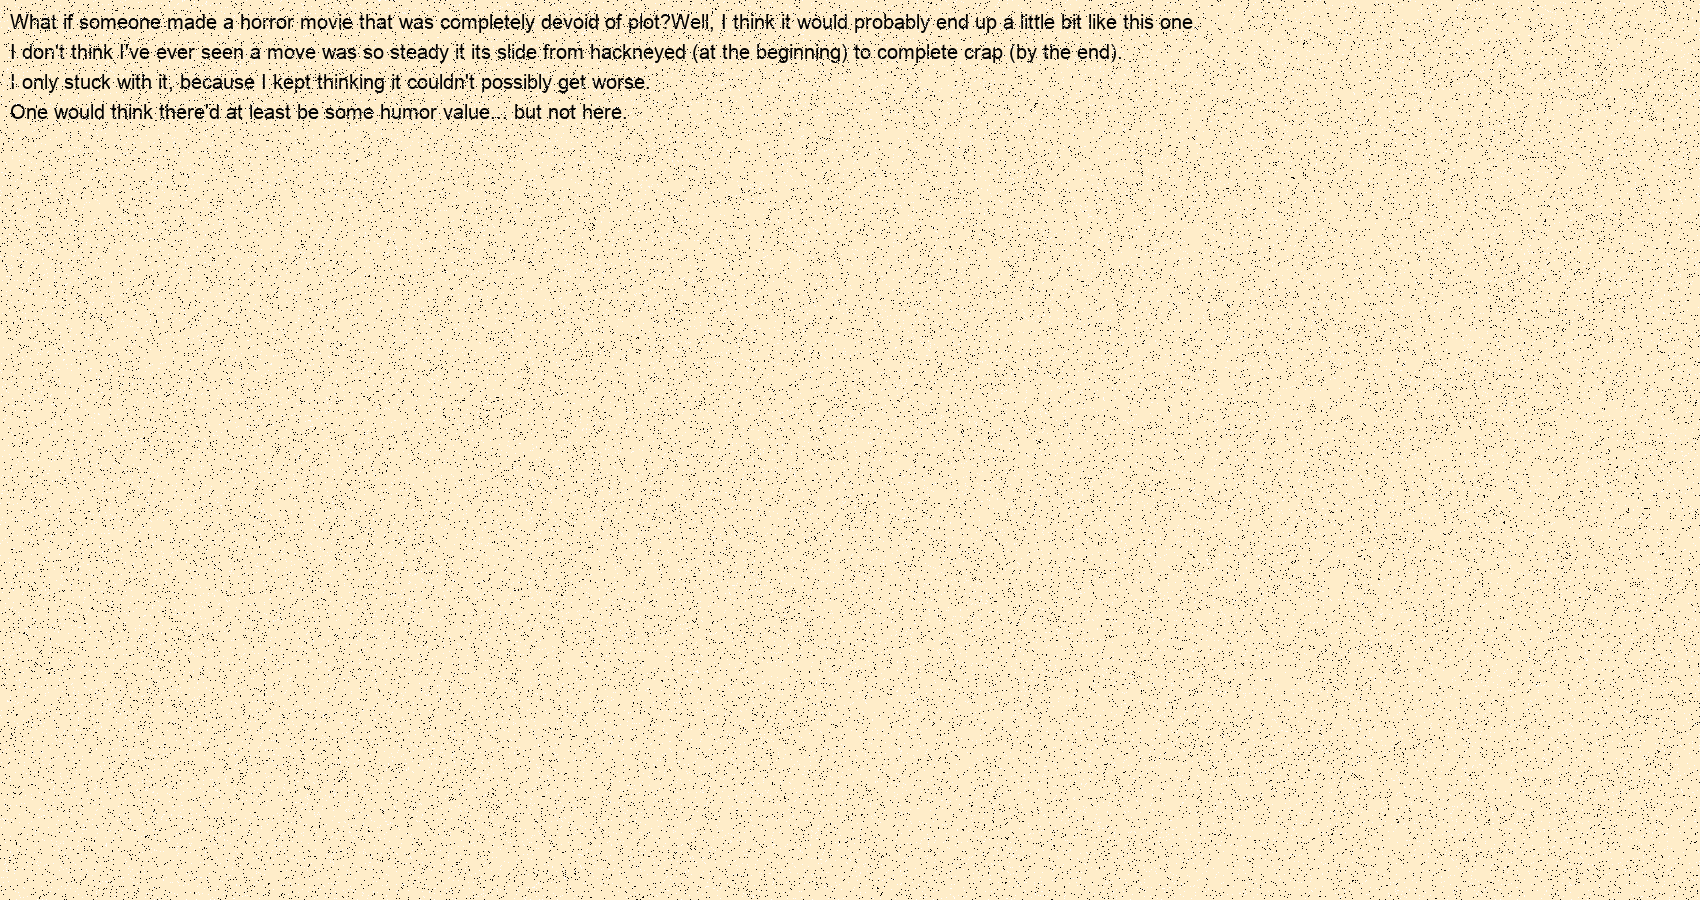 What if someone made a horror movie that was completely devoid of plot?Well, I think it would probably end up a little bit like this one.
I don't think I've ever seen a move was so steady it its slide from hackneyed (at the beginning) to complete crap (by the end).
I only stuck with it, because I kept thinking it couldn't possibly get worse.
One would think there'd at least be some humor value... but not here.